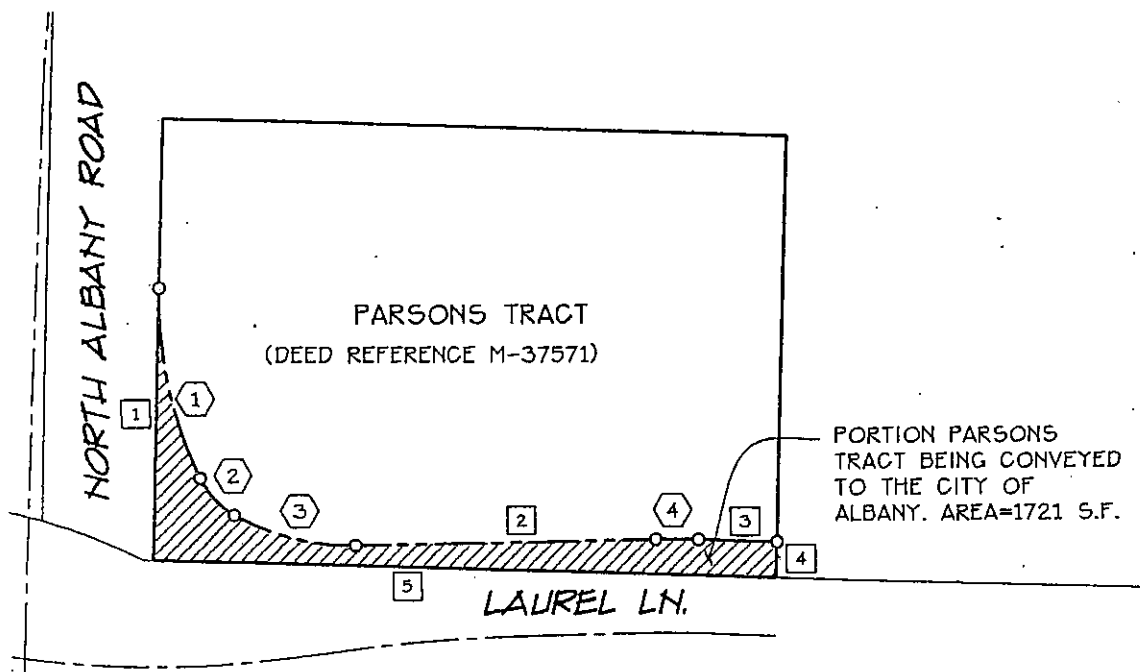 NORTH ALBANY ROAD
PARSONS TRACT
(DEED REFERENCE M-37571)
1
1
2
3
2
4
3
4
5
PORTION PARSONS
TRACT BEING CONVEYED
TO THE CITY OF
ALBANY. AREA=1721 S.F.
LAUREL LN.